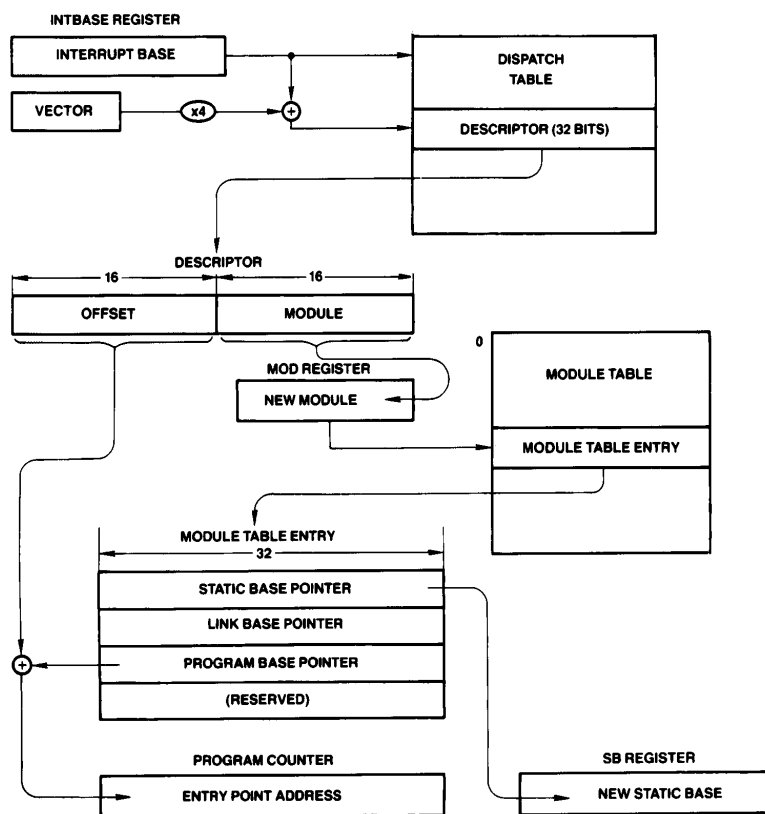 INTBASE REGISTER
INTERRUPT BASE
DISPATCH
TABLE
VECTOR
x4
+
DESCRIPTOR (32 BITS)
DESCRIPTOR
16
16
OFFSET
MODULE
0
MOD REGISTER
MODULE TABLE
NEW MODULE
MODULE TABLE ENTRY
MODULE TABLE ENTRY
32
STATIC BASE POINTER
LINK BASE POINTER
+
PROGRAM BASE POINTER
(RESERVED)
PROGRAM COUNTER
SB REGISTER
ENTRY POINT ADDRESS
NEW STATIC BASE